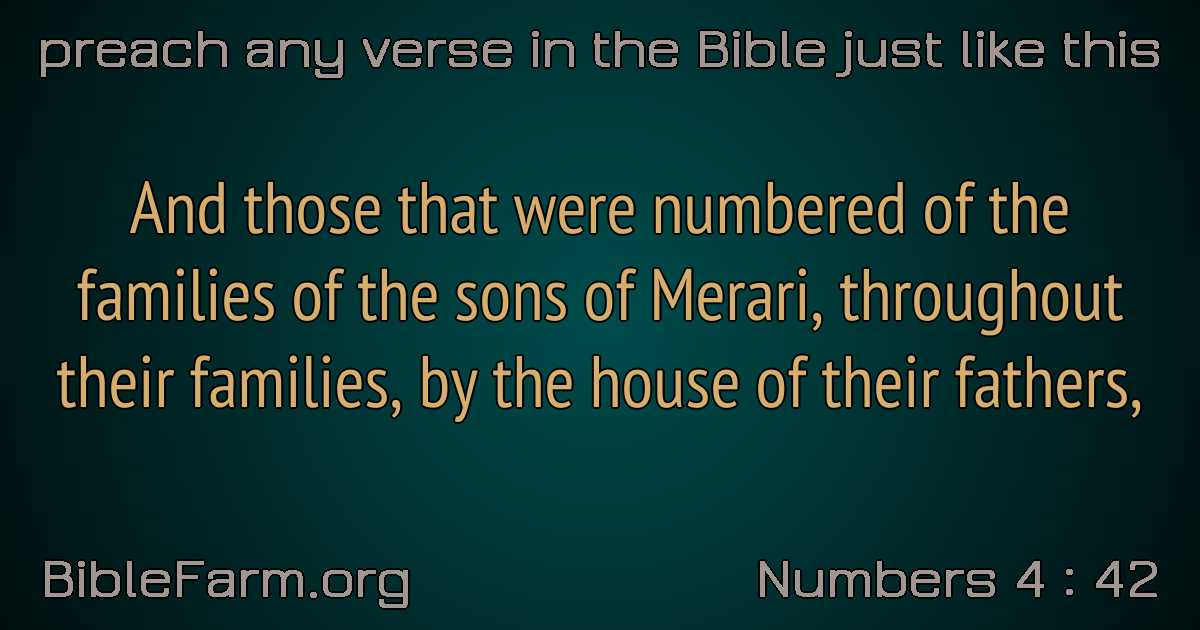 preach any verse in the Bible just like this
And those that were numbered of the
families of the sons of Merari, throughout
their families, by the house of their fathers,
BibleFarm.org
Numbers 4 : 42